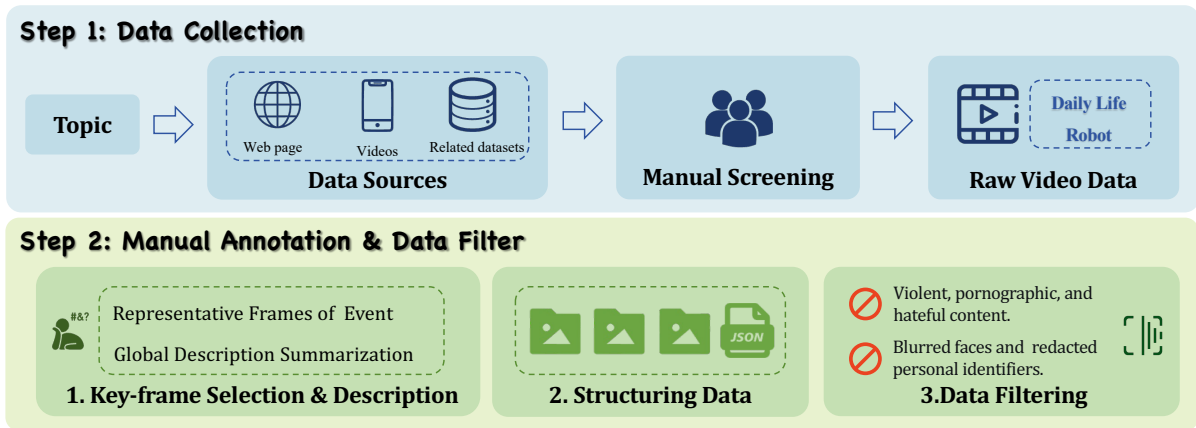 Step 1: Data Collection
Topic
Web page
Videos
Related datasets
Data Sources
Manual Screening
Daily Life
Robot
Raw Video Data
Step 2: Manual Annotation & Data Filter
#&?
Representative Frames of Event
Global Description Summarization
1. Key-frame Selection & Description
JSON
2. Structuring Data
Violent, pornographic, and
hateful content.
Blurred faces and redacted
personal identifiers.
3.Data Filtering